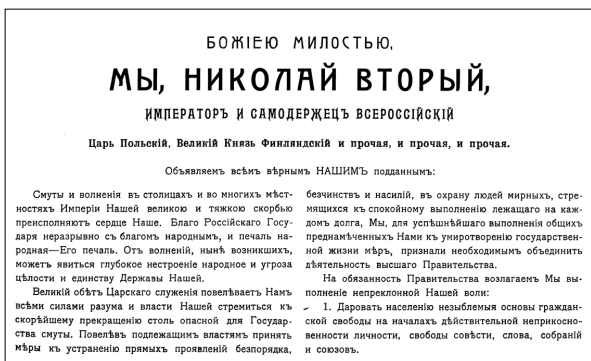 БОЖІЕЮ МИЛОСТЬЮ,
МЫ, НИКОЛАЙ ВТОРЫЙ,
ИМПЕРАТОРЪ И САМОДЕРЖЕЦЪ ВСЕРОССІЙСКІЙ
Царь Польскій, Великій Князь Финляндскій и прочая, и прочая, и прочая.
Объявляемъ всѣмъ вѣрнымъ НАШИМЪ подданнымъ:
Смуты и волненія въ столицахъ и во многихъ мѣст-
ностяхъ Имперіи Нашей великою и тяжкою скорбью
преисполняютъ сердце Наше. Благо Россійскаго Госу-
даря неразрывно съ благомъ народнымъ, и печаль на-
родная—Его печаль. Отъ волненій, нынѣ возникшихъ,
можетъ явиться глубокое нестроеніе народное и угроза
цѣлости и единству Державы Нашей.
Великій обѣтъ Царскаго служенія повелѣваетъ Намъ
всѣми силами разума и власти Нашей стремиться къ
скорѣйшему прекращенію столь опасной для Государ-
ства смуты. Повелѣвъ подлежащимъ властямъ принять
мѣры къ устраненію прямыхъ проявленій безпорядка,
безчинствъ и насилій, въ охрану людей мирныхъ, стре-
мящихся къ спокойному выполненію лежащаго на каж-
домъ долга, Мы, для успѣшнѣйшаго выполненія общихъ
преднамѣченныхъ Нами къ умиротворенію государствен-
ной жизни мѣръ, признали необходимымъ объединить
дѣятельность высшаго Правительства.
На обязанность Правительства возлагаемъ Мы вы-
полненіе непреклонной Нашей воли:
1. Даровать населенію незыблемыя основы граждан-
ской свободы на началахъ дѣйствительной неприкосно-
венности личности, свободы совѣсти, слова, собраній
и союзовъ.